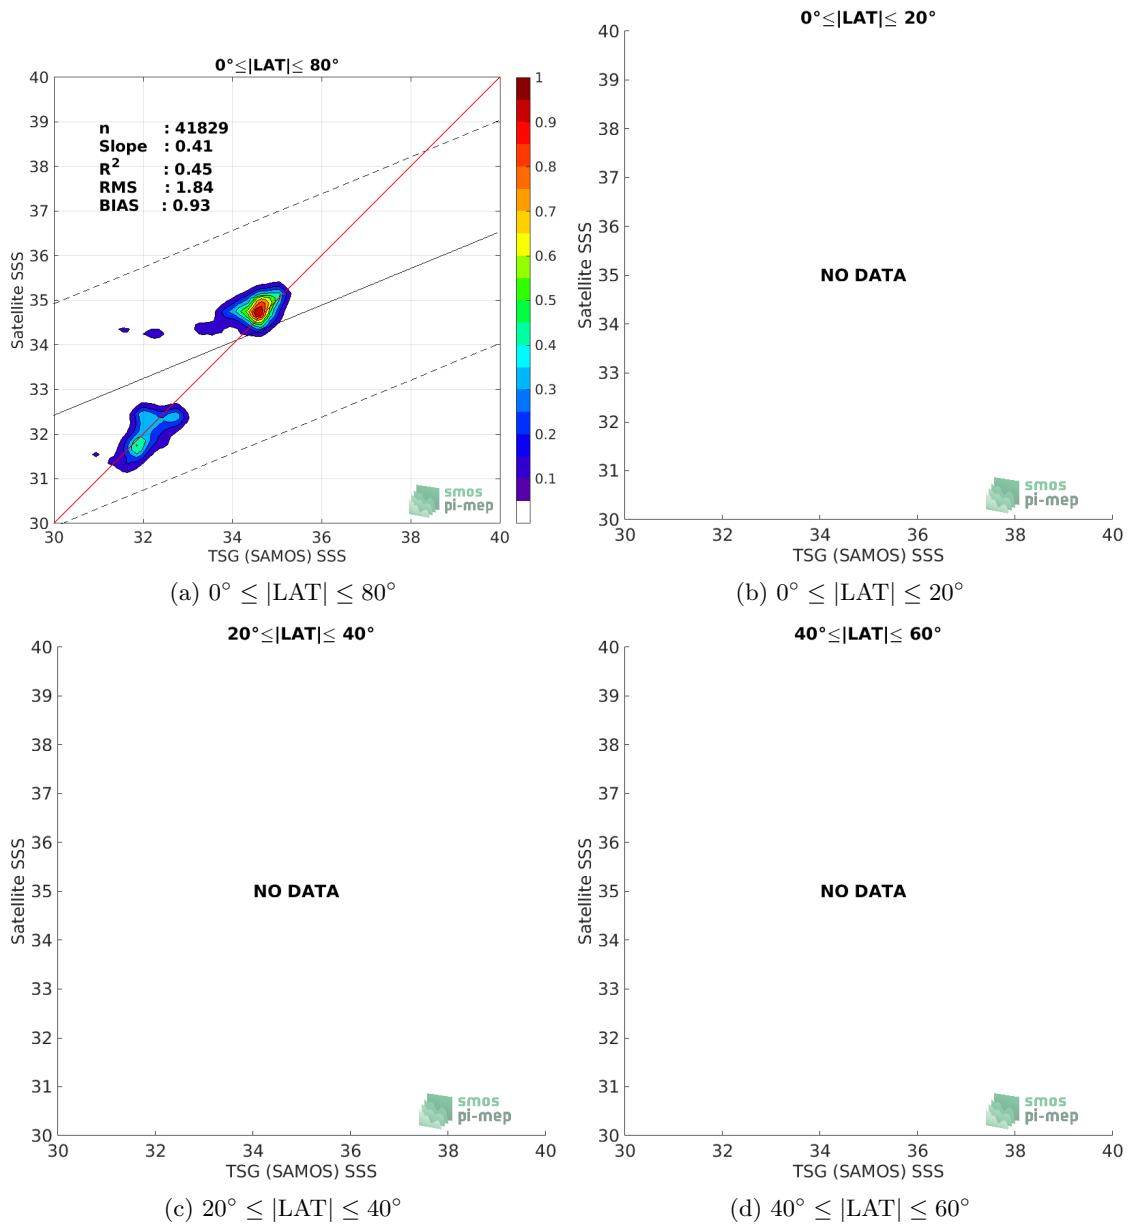 0°≤|LAT|≤ 80°
40
39
38
37
36
35
34
33
32
31
30
Satellite SSS
n : 41829
Slope : 0.41
R2 : 0.45
RMS : 1.84
BIAS : 0.93
1
0.9
0.8
0.7
0.6
0.5
0.4
0.3
0.2
0.1
smos
pi-mep
30 32 34 36 38 40
TSG (SAMOS) SSS
(a) 0° ≤ |LAT| ≤ 80°
0°≤|LAT|≤ 20°
40
39
38
37
36
35
34
33
32
31
30
Satellite SSS
NO DATA
smos
pi-mep
30 32 34 36 38 40
TSG (SAMOS) SSS
(b) 0° ≤ |LAT| ≤ 20°
20°≤|LAT|≤ 40°
40
39
38
37
36
35
34
33
32
31
30
Satellite SSS
NO DATA
smos
pi-mep
30 32 34 36 38 40
TSG (SAMOS) SSS
(c) 20° ≤ |LAT| ≤ 40°
40°≤|LAT|≤ 60°
40
39
38
37
36
35
34
33
32
31
30
Satellite SSS
NO DATA
smos
pi-mep
30 32 34 36 38 40
TSG (SAMOS) SSS
(d) 40° ≤ |LAT| ≤ 60°